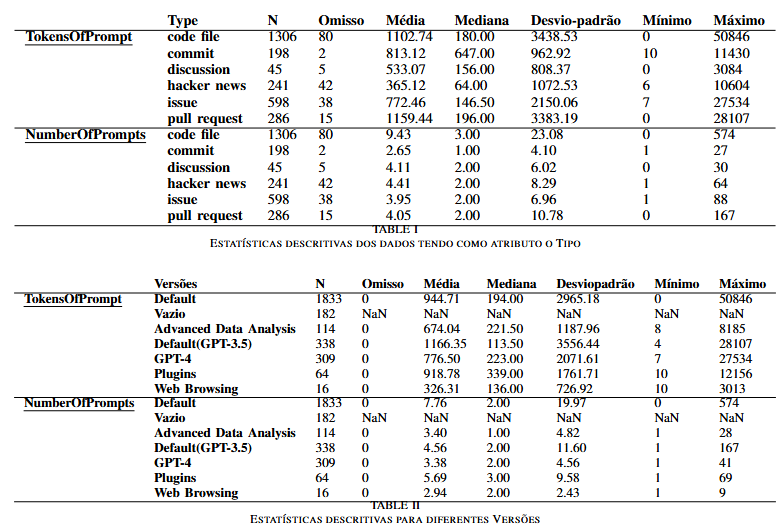 Type N Omisso Média Mediana Desvio-padrão Mínimo Máximo
TokensOfPrompt code file 1306 80 1102.74 180.00 3438.53 0 50846
commit 198 2 813.12 647.00 962.92 10 11430
discussion 45 5 533.07 156.00 808.37 0 3084
hacker news 241 42 365.12 64.00 1072.53 6 10604
issue 598 38 772.46 146.50 2150.06 7 27534
pull request 286 15 1159.44 196.00 3383.19 0 28107
NumberOfPrompts code file 1306 80 9.43 3.00 23.08 0 574
commit 198 2 2.65 1.00 4.10 1 27
discussion 45 5 4.11 2.00 6.02 0 30
hacker news 241 42 4.41 2.00 8.29 1 64
issue 598 38 3.95 2.00 6.96 1 88
pull request 286 15 4.05 2.00 10.78 0 167
TABLE I
Estatísticas descritivas dos dados tendo como atributo o Tipo
Versões N Omisso Média Mediana Desviopadrão Mínimo Máximo
TokensOfPrompt Default 1833 0 944.71 194.00 2965.18 0 50846
Vazio 182 NaN NaN NaN NaN NaN NaN
Advanced Data Analysis 114 0 674.04 221.50 1187.96 8 8185
Default(GPT-3.5) 338 0 1166.35 113.50 3556.44 4 28107
GPT-4 309 0 776.50 223.00 2071.61 7 27534
Plugins 64 0 918.78 339.00 1761.71 10 12156
Web Browsing 16 0 326.31 136.00 726.92 10 3013
NumberOfPrompts Default 1833 0 7.76 2.00 19.97 0 574
Vazio 182 NaN NaN NaN NaN NaN NaN
Advanced Data Analysis 114 0 3.40 1.00 4.82 1 28
Default(GPT-3.5) 338 0 4.56 2.00 11.60 1 167
GPT-4 309 0 3.38 2.00 4.56 1 41
Plugins 64 0 5.69 3.00 9.58 1 69
Web Browsing 16 0 2.94 2.00 2.43 1 9
TABLE II
Estatísticas descritivas para diferentes Versões